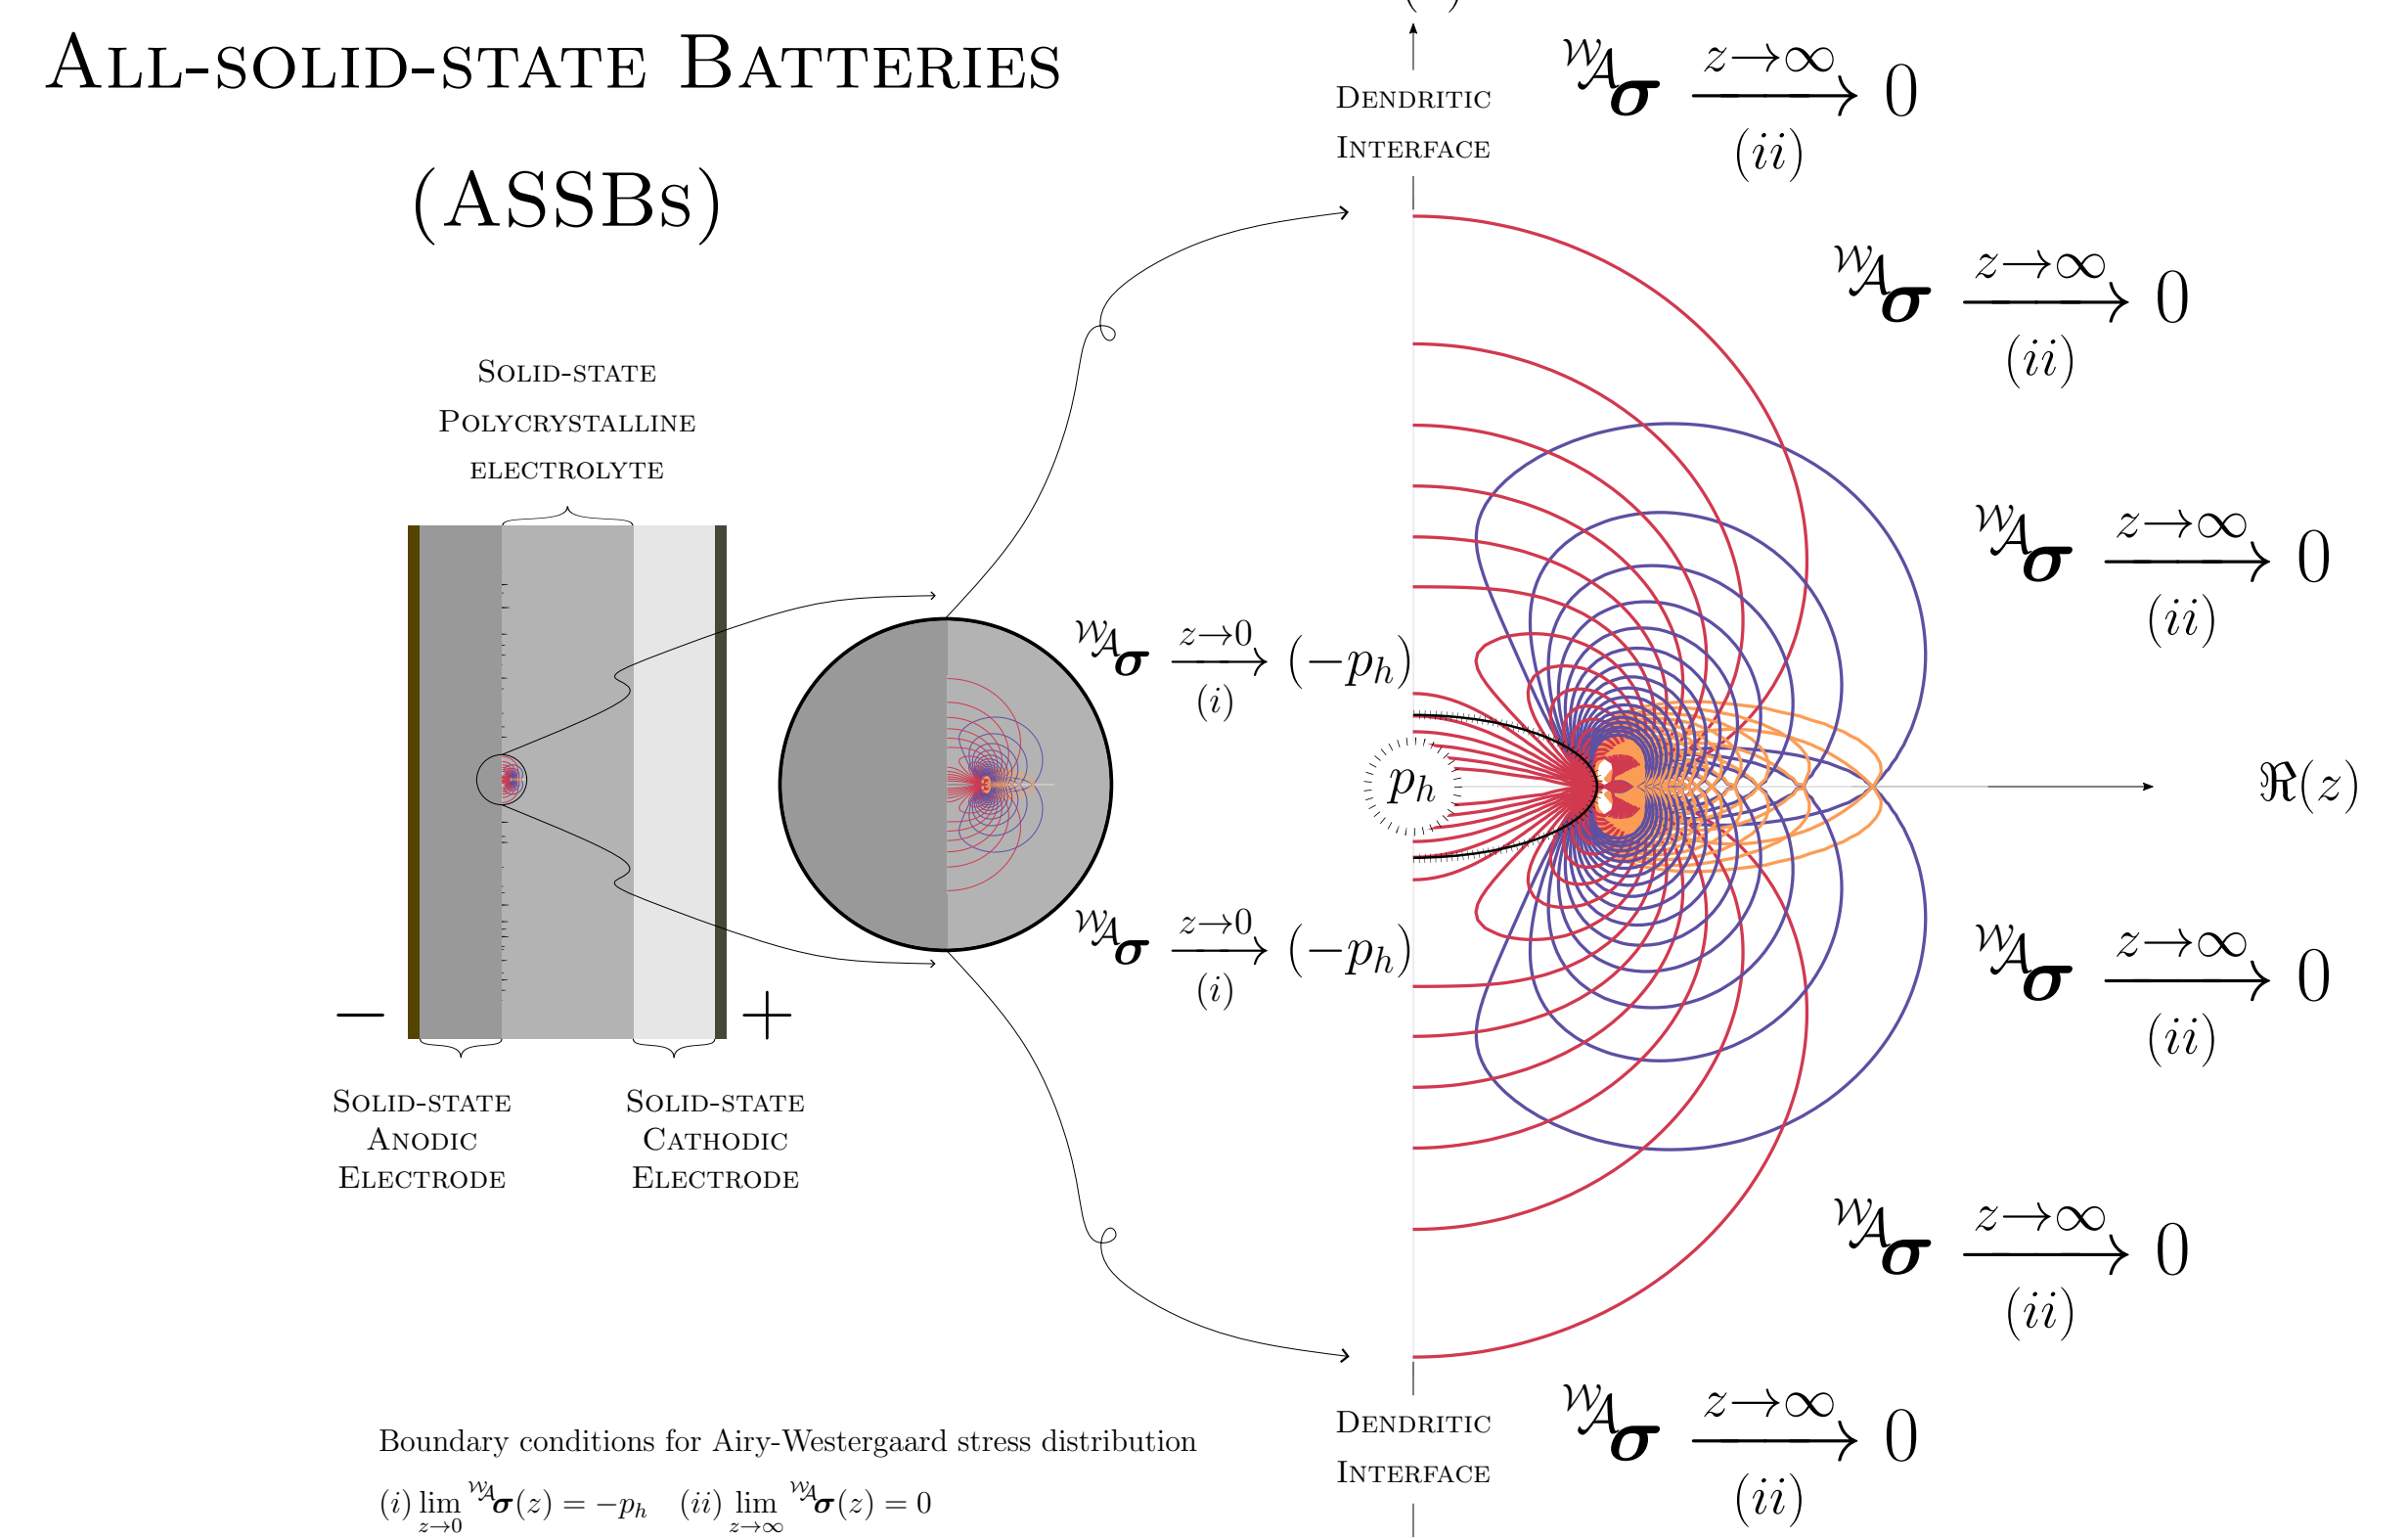 All-solid-state Batteries
(ASSBs)
Solid-state
Polycrystalline
electrolyte
− +
Solid-state
Anodic
Electrode
Solid-state
Cathodic
Electrode
𝒲𝒜𝝈 z→0 (−pₕ)
(i)
𝒲𝒜𝝈 z→0 (−pₕ)
(i)
Dendritic
Interface
pₕ
ℜ(z)
𝒲𝒜𝝈 z→∞ 0
(ii)
𝒲𝒜𝝈 z→∞ 0
(ii)
𝒲𝒜𝝈 z→∞ 0
(ii)
𝒲𝒜𝝈 z→∞ 0
(ii)
𝒲𝒜𝝈 z→∞ 0
(ii)
𝒲𝒜𝝈 z→∞ 0
(ii)
Dendritic
Interface
Boundary conditions for Airy-Westergaard stress distribution
(i) lim z→0 𝒲𝒜𝝈(z) = −pₕ (ii) lim z→∞ 𝒲𝒜𝝈(z) = 0